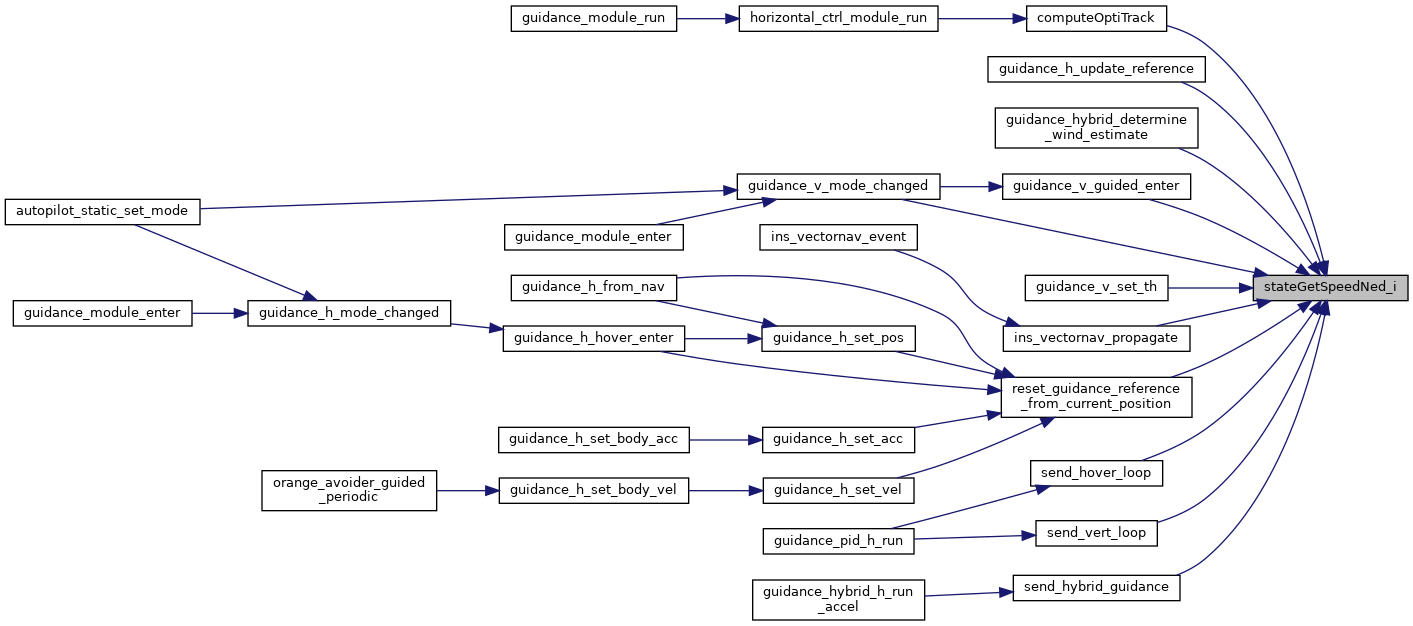 guidance_module_run
horizontal_ctrl_module_run
computeOptiTrack
guidance_h_update_reference
guidance_hybrid_determine
_wind_estimate
guidance_v_mode_changed
guidance_v_guided_enter
autopilot_static_set_mode
guidance_module_enter
ins_vectornav_event
guidance_h_from_nav
guidance_v_set_th
stateGetSpeedNed_i
guidance_module_enter
guidance_h_mode_changed
guidance_h_hover_enter
guidance_h_set_pos
ins_vectornav_propagate
reset_guidance_reference
_from_current_position
guidance_h_set_body_acc
guidance_h_set_acc
send_hover_loop
orange_avoider_guided
_periodic
guidance_h_set_body_vel
guidance_h_set_vel
guidance_pid_h_run
send_vert_loop
guidance_hybrid_h_run
_accel
send_hybrid_guidance